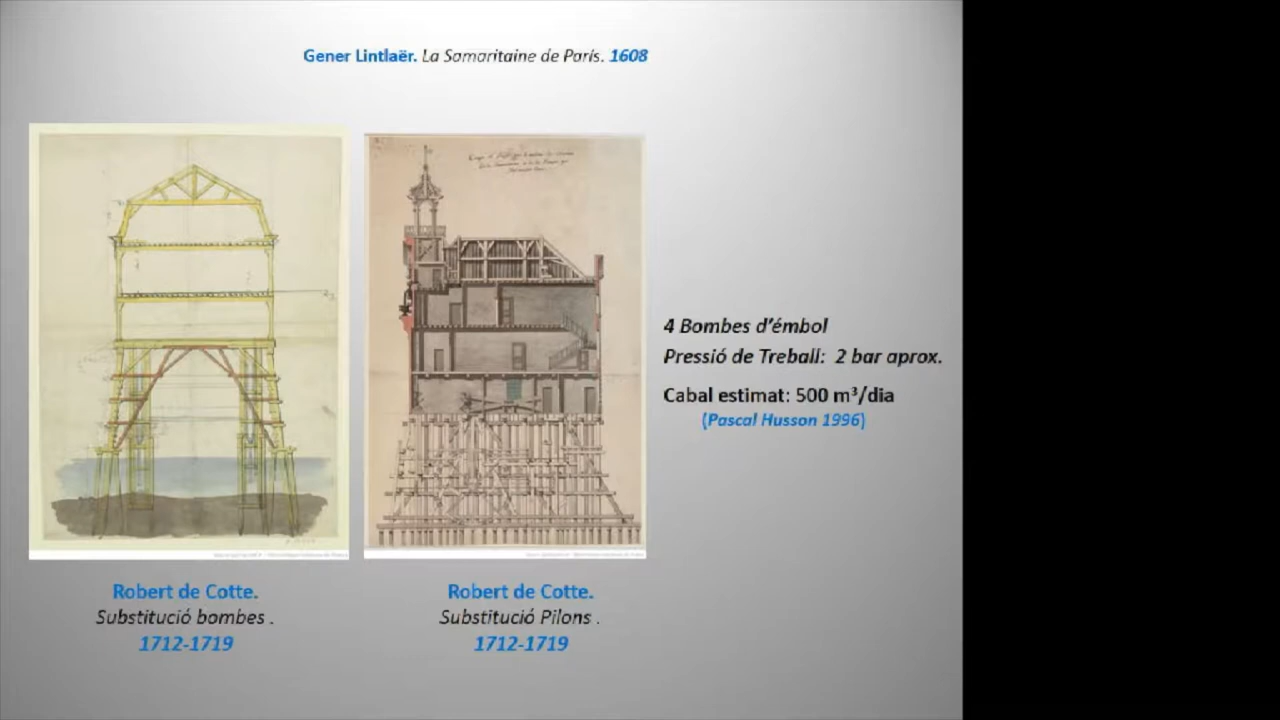 Gener Lintlaër. La Samaritaine de París. 1608
4 Bombes d'émbol
Pressió de Treball: 2 bar aprox.
Cabal estimat: 500 m³/dia
(Pascal Husson 1996)
Robert de Cotte.
Substitució bombes .
1712-1719
Robert de Cotte.
Substitució Pilons .
1712-1719